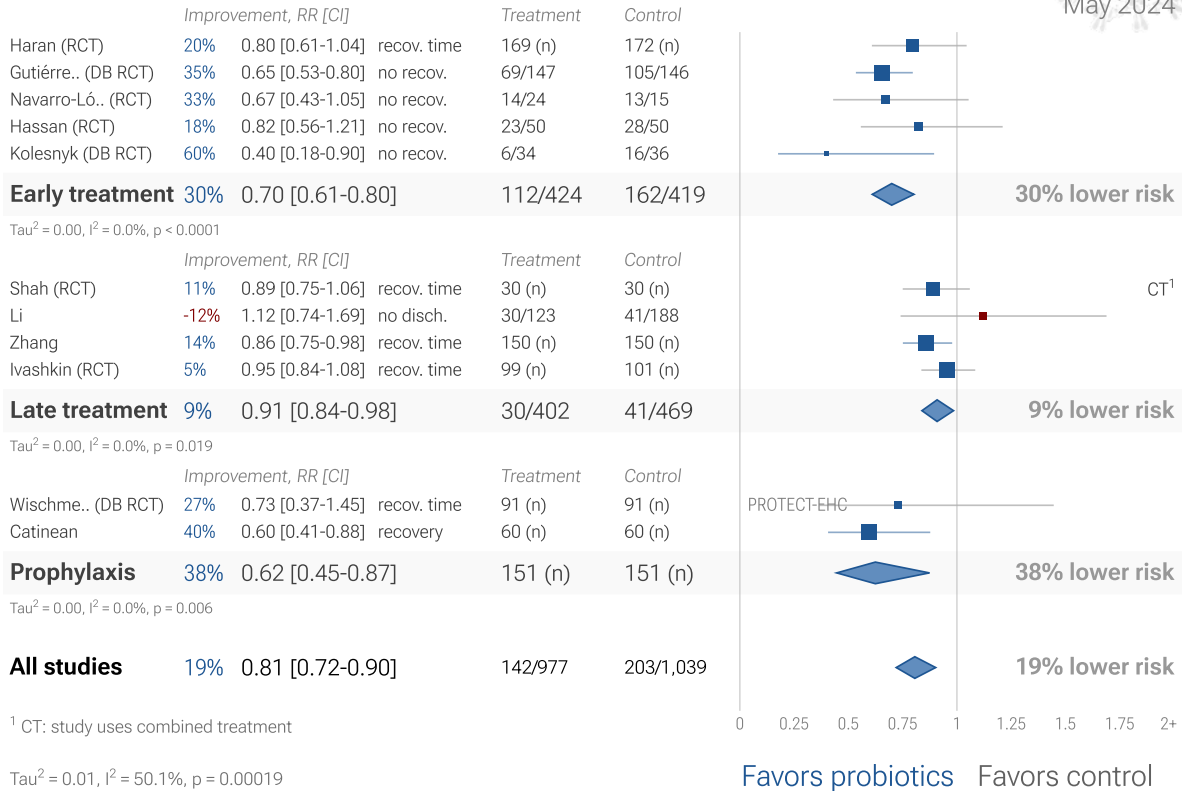 May 2024
Improvement, RR [CI] Treatment Control
Haran (RCT) 20% 0.80 [0.61-1.04] recov. time 169 (n) 172 (n)
Gutiérre.. (DB RCT) 35% 0.65 [0.53-0.80] no recov. 69/147 105/146
Navarro-Ló.. (RCT) 33% 0.67 [0.43-1.05] no recov. 14/24 13/15
Hassan (RCT) 18% 0.82 [0.56-1.21] no recov. 23/50 28/50
Kolesnyk (DB RCT) 60% 0.40 [0.18-0.90] no recov. 6/34 16/36
Early treatment 30% 0.70 [0.61-0.80] 112/424 162/419 30% lower risk
Tau² = 0.00, I² = 0.0%, p < 0.0001
Improvement, RR [CI] Treatment Control
Shah (RCT) 11% 0.89 [0.75-1.06] recov. time 30 (n) 30 (n) CT¹
Li -12% 1.12 [0.74-1.69] no disch. 30/123 41/188
Zhang 14% 0.86 [0.75-0.98] recov. time 150 (n) 150 (n)
Ivashkin (RCT) 5% 0.95 [0.84-1.08] recov. time 99 (n) 101 (n)
Late treatment 9% 0.91 [0.84-0.98] 30/402 41/469 9% lower risk
Tau² = 0.00, I² = 0.0%, p = 0.019
Improvement, RR [CI] Treatment Control
Wischme.. (DB RCT) 27% 0.73 [0.37-1.45] recov. time 91 (n) 91 (n) PROTECT-EHC
Catinean 40% 0.60 [0.41-0.88] recovery 60 (n) 60 (n)
Prophylaxis 38% 0.62 [0.45-0.87] 151 (n) 151 (n) 38% lower risk
Tau² = 0.00, I² = 0.0%, p = 0.006
All studies 19% 0.81 [0.72-0.90] 142/977 203/1,039 19% lower risk
0 0.25 0.5 0.75 1 1.25 1.5 1.75 2+
¹ CT: study uses combined treatment
Tau² = 0.01, I² = 50.1%, p = 0.00019
Favors probiotics Favors control